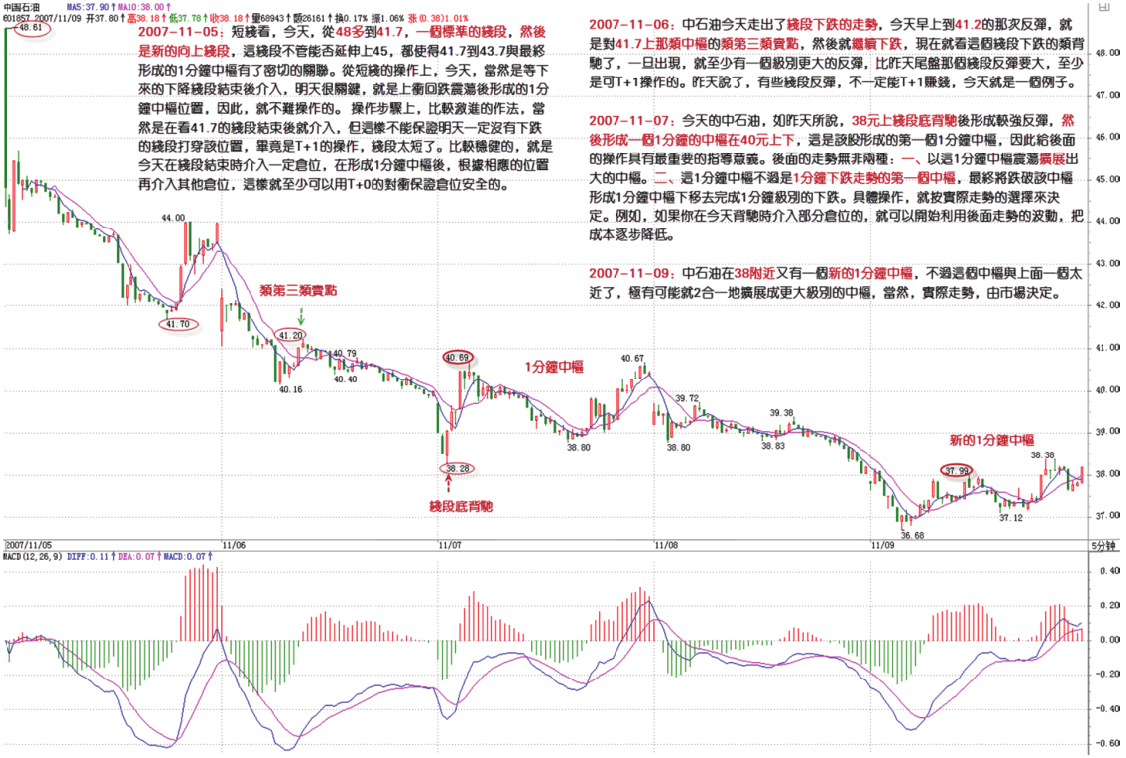 中国石油 MA5:37.90↑MA10:38.00↑
601857 2007/11/09 开37.80↑高38.18↑低37.78↑收38.18↑量68943↑额26161↑换0.17% 振1.06% 涨(0.38)1.01%
48.61
2007-11-05：短綫看，今天，從48多到41.7，一個標準的綫段，然後
是新的向上綫段，這綫段不管能否延伸上45，都使得41.7到43.7與最終
形成的1分鐘中樞有了密切的關聯。從短綫的操作上，今天，當然是等下
來的下降綫段結束後介入，明天很關鍵，就是上衝回跌震蕩後形成的1分
鐘中樞位置，因此，就不難操作的。 操作步驟上，比較激進的作法，當
然是在看41.7的綫段結束後就介入，但這樣不能保證明天一定沒有下跌
的綫段打穿該位置，畢竟是T+1的操作，綫段太短了。比較穩健的，就是
今天在綫段結束時介入一定倉位，在形成1分鐘中樞後，根據相應的位置
再介入其他倉位，這樣就至少可以用T+0的對衝保證倉位安全的。
2007-11-06：中石油今天走出了綫段下跌的走勢，今天早上到41.2的那次反彈，就
是對41.7上那類中樞的類第三類賣點，然後就繼續下跌，現在就看這個綫段下跌的類背
馳了，一旦出現，就至少有一個級別更大的反彈，比昨天尾盤那個綫段反彈要大，至少
是可T+1操作的。昨天說了，有些綫段反彈，不一定能T+1賺錢，今天就是一個例子。
2007-11-07：今天的中石油，如昨天所說，38元上綫段底背馳後形成較強反彈，然
後形成一個1分鐘的中樞在40元上下，這是該股形成的第一個1分鐘中樞，因此給後面
的操作具有最重要的指導意義。後面的走勢無非兩種：一、以這1分鐘中樞震蕩擴展出
大的中樞。二、這1分鐘中樞不過是1分鐘下跌走勢的第一個中樞，最終將跌破該中樞
形成1分鐘中樞下移去完成1分鐘級別的下跌。具體操作，就按實際走勢的選擇來決
定。例如，如果你在今天背馳時介入部分倉位的，就可以開始利用後面走勢的波動，把
成本逐步降低。
2007-11-09：中石油在38附近又有一個新的1分鐘中樞，不過這個中樞與上面一個太
近了，極有可能就2合一地擴展成更大級別的中樞，當然，實際走勢，由市場決定。
48.00
47.00
46.00
45.00
44.00
43.00
42.00
41.00
40.00
39.00
38.00
37.00
44.00
41.70
類第三類賣點
41.20
40.16
40.79
40.40
40.69
38.28
綫段底背馳
1分鐘中樞
38.80
40.67
38.80
39.72
38.83
39.38
36.68
新的1分鐘中樞
37.99
37.12
38.38
2007/11/05 11/06 11/07 11/08 11/09 5分钟
MACD(12,26,9) DIFF:0.11↑DEA:0.07↑MACD:0.07↑
0.40
0.20
0.00
-0.20
-0.40
-0.60